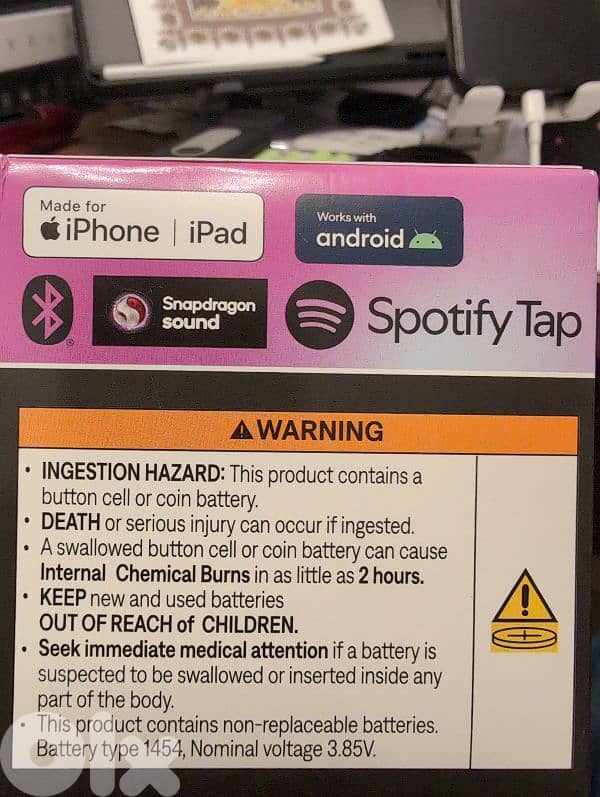 Made for
iPhone | iPad
Works with
android
Snapdragon
sound
Spotify Tap
WARNING
• INGESTION HAZARD: This product contains a
button cell or coin battery.
• DEATH or serious injury can occur if ingested.
• A swallowed button cell or coin battery can cause
Internal Chemical Burns in as little as 2 hours.
• KEEP new and used batteries
OUT OF REACH of CHILDREN.
• Seek immediate medical attention if a battery is
suspected to be swallowed or inserted inside any
part of the body.
• This product contains non-replaceable batteries.
Battery type 1454, Nominal voltage 3.85V.
olx